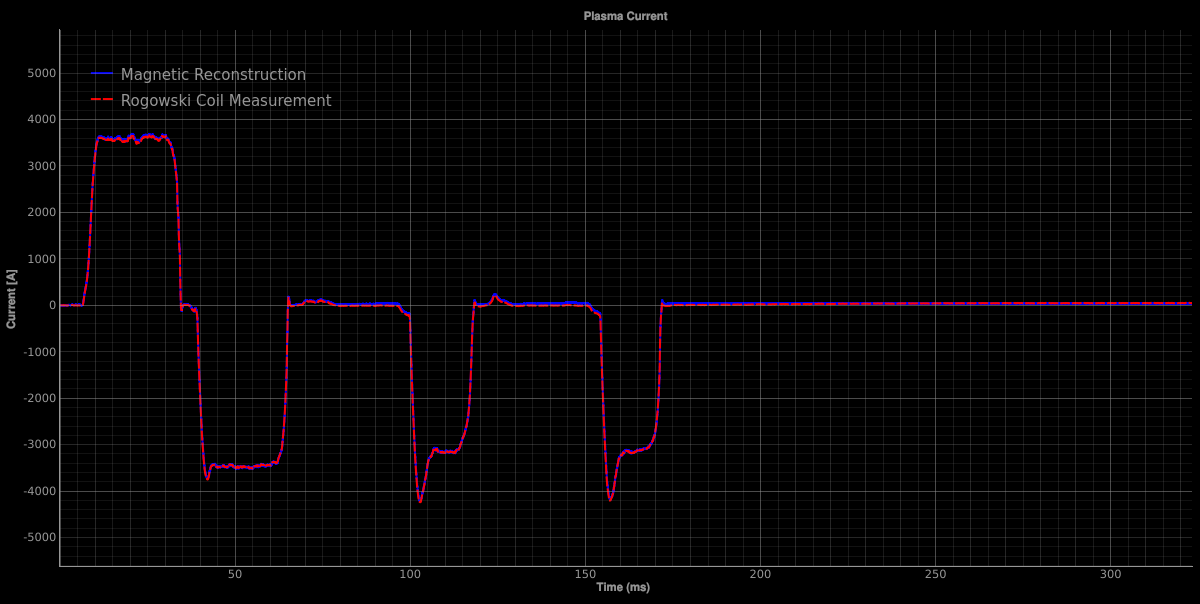 Plasma Current
Magnetic Reconstruction
Rogowski Coil Measurement
5000
4000
3000
2000
1000
0
-1000
-2000
-3000
-4000
-5000
Current [A]
50 100 150 200 250 300
Time (ms)